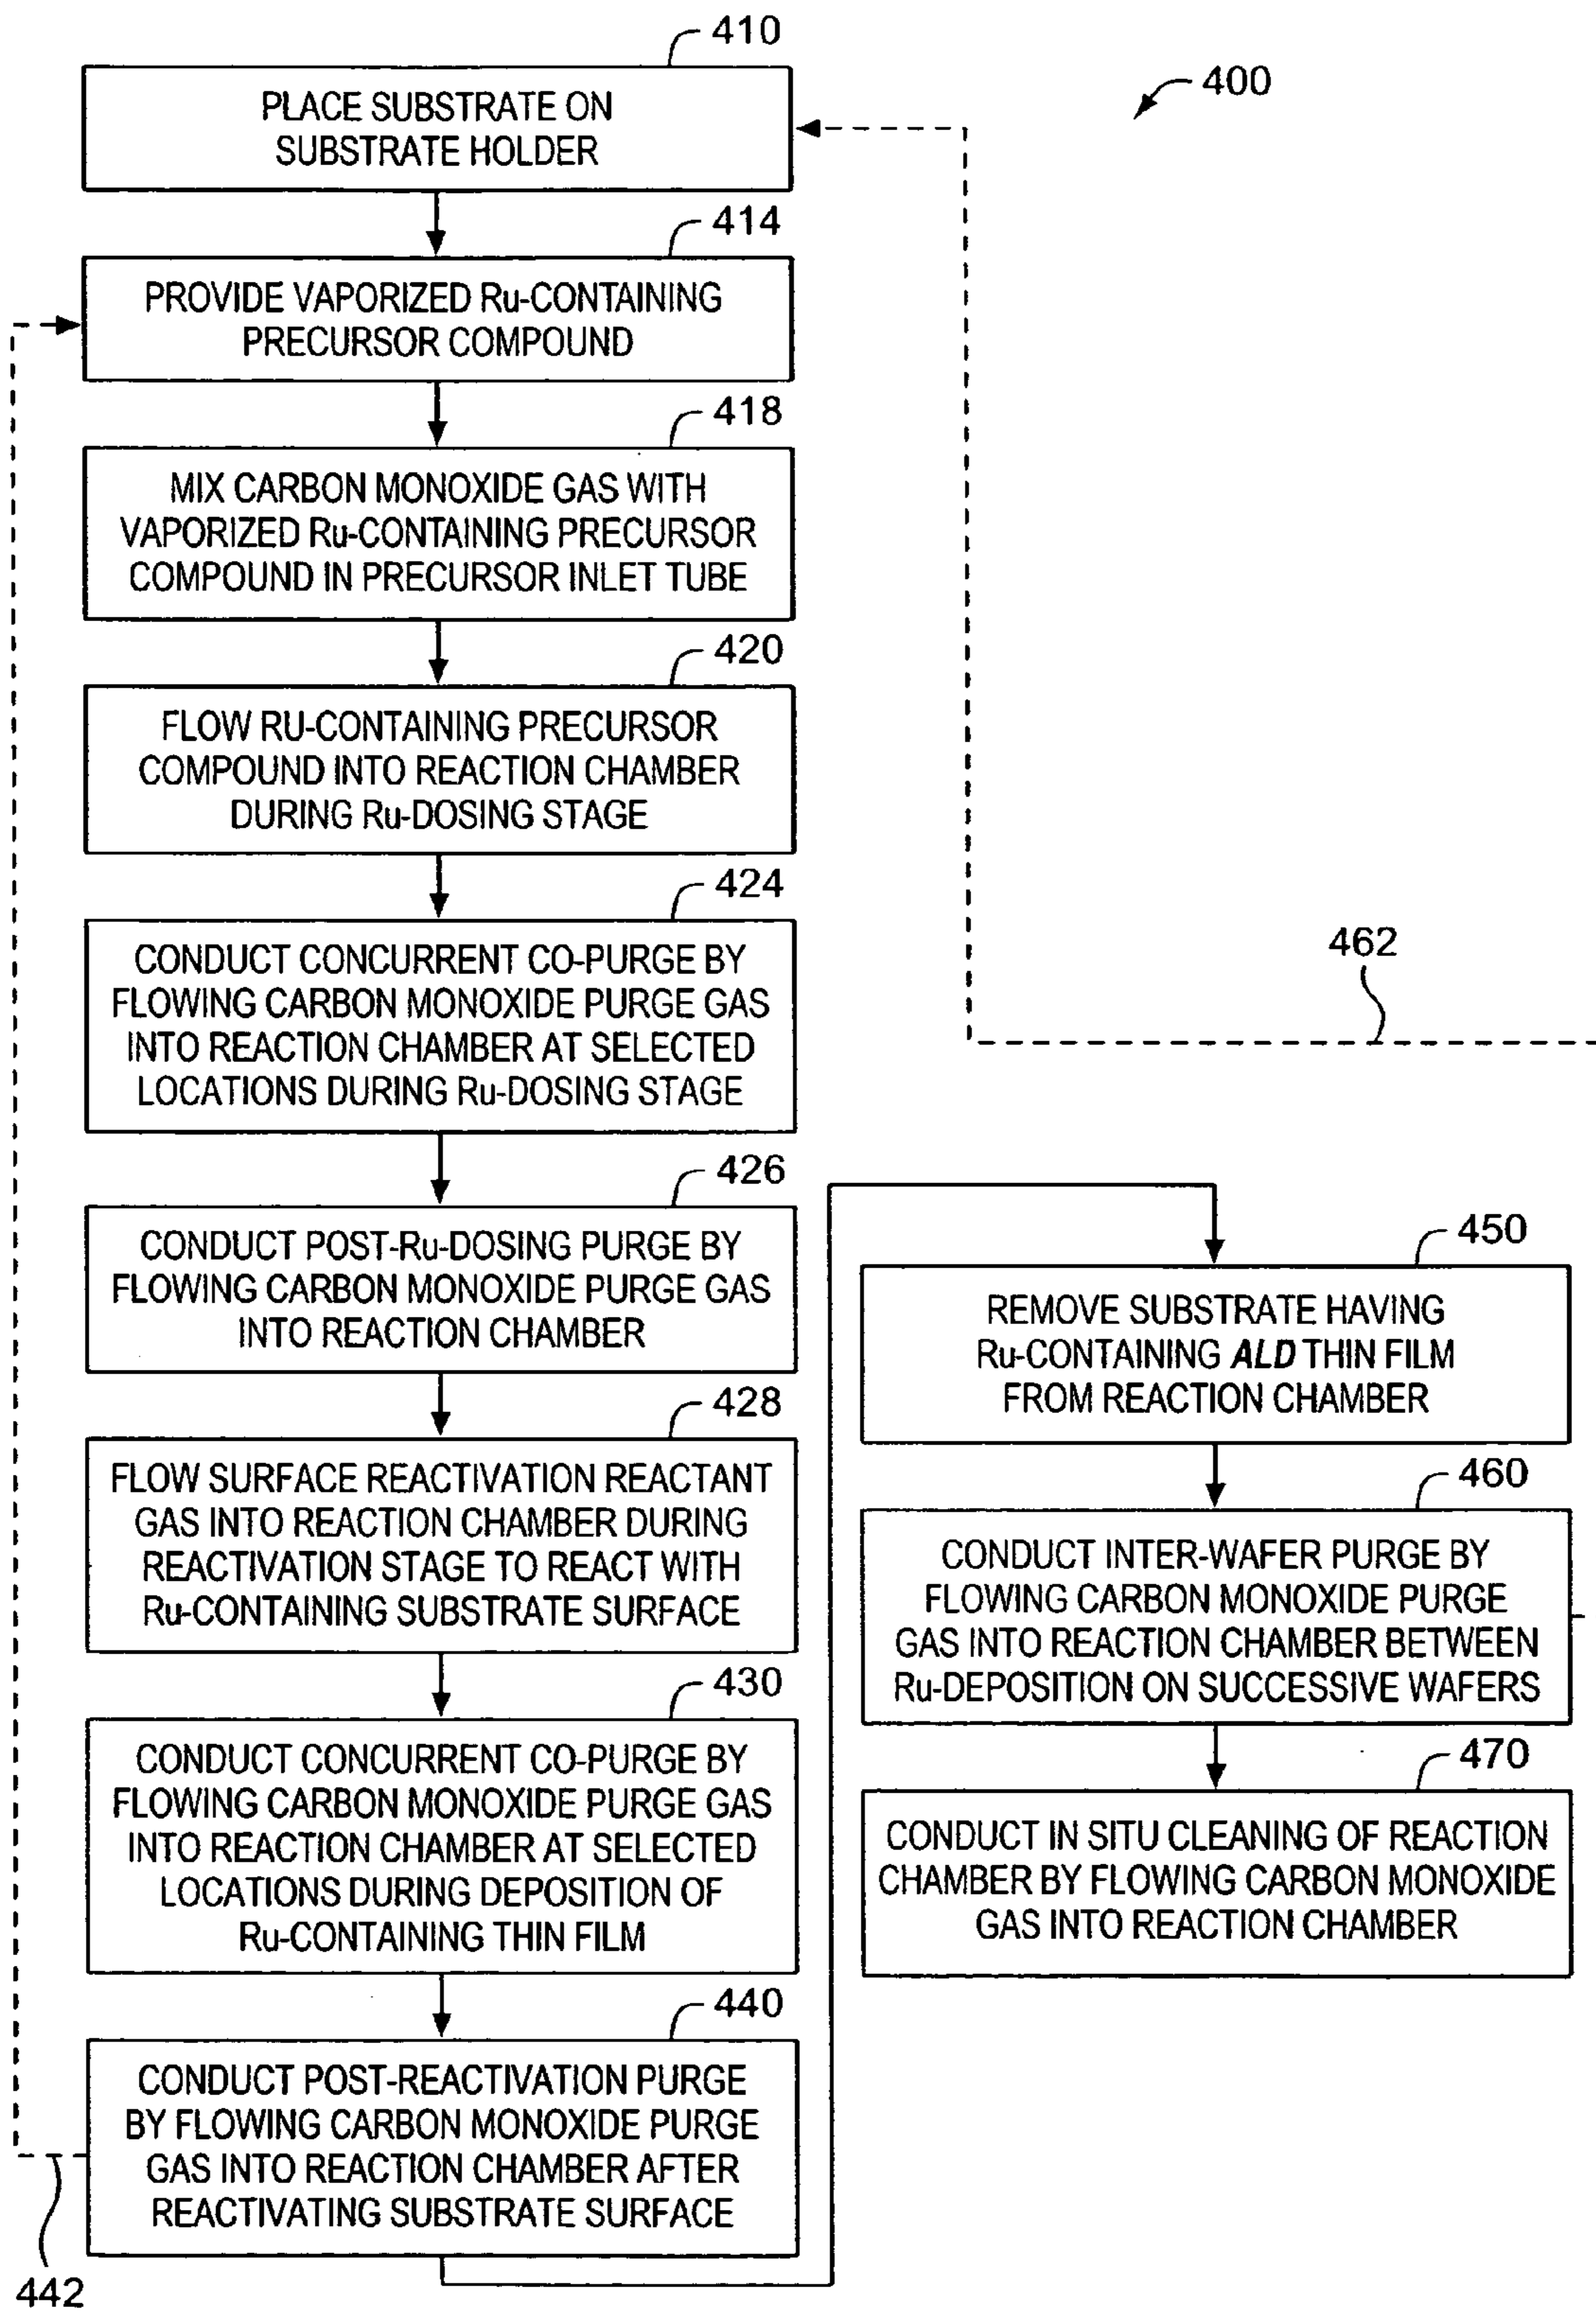 410
PLACE SUBSTRATE ON
SUBSTRATE HOLDER
400
414
PROVIDE VAPORIZED Ru-CONTAINING
PRECURSOR COMPOUND
418
MIX CARBON MONOXIDE GAS WITH
VAPORIZED Ru-CONTAINING PRECURSOR
COMPOUND IN PRECURSOR INLET TUBE
420
FLOW RU-CONTAINING PRECURSOR
COMPOUND INTO REACTION CHAMBER
DURING Ru-DOSING STAGE
424
CONDUCT CONCURRENT CO-PURGE BY
FLOWING CARBON MONOXIDE PURGE GAS
INTO REACTION CHAMBER AT SELECTED
LOCATIONS DURING Ru-DOSING STAGE
462
426
CONDUCT POST-Ru-DOSING PURGE BY
FLOWING CARBON MONOXIDE PURGE GAS
INTO REACTION CHAMBER
428
FLOW SURFACE REACTIVATION REACTANT
GAS INTO REACTION CHAMBER DURING
REACTIVATION STAGE TO REACT WITH
Ru-CONTAINING SUBSTRATE SURFACE
430
CONDUCT CONCURRENT CO-PURGE BY
FLOWING CARBON MONOXIDE PURGE GAS
INTO REACTION CHAMBER AT SELECTED
LOCATIONS DURING DEPOSITION OF
Ru-CONTAINING THIN FILM
440
CONDUCT POST-REACTIVATION PURGE
BY FLOWING CARBON MONOXIDE PURGE
GAS INTO REACTION CHAMBER AFTER
REACTIVATING SUBSTRATE SURFACE
442
450
REMOVE SUBSTRATE HAVING
Ru-CONTAINING ALD THIN FILM
FROM REACTION CHAMBER
460
CONDUCT INTER-WAFER PURGE BY
FLOWING CARBON MONOXIDE PURGE
GAS INTO REACTION CHAMBER BETWEEN
Ru-DEPOSITION ON SUCCESSIVE WAFERS
470
CONDUCT IN SITU CLEANING OF REACTION
CHAMBER BY FLOWING CARBON MONOXIDE
GAS INTO REACTION CHAMBER